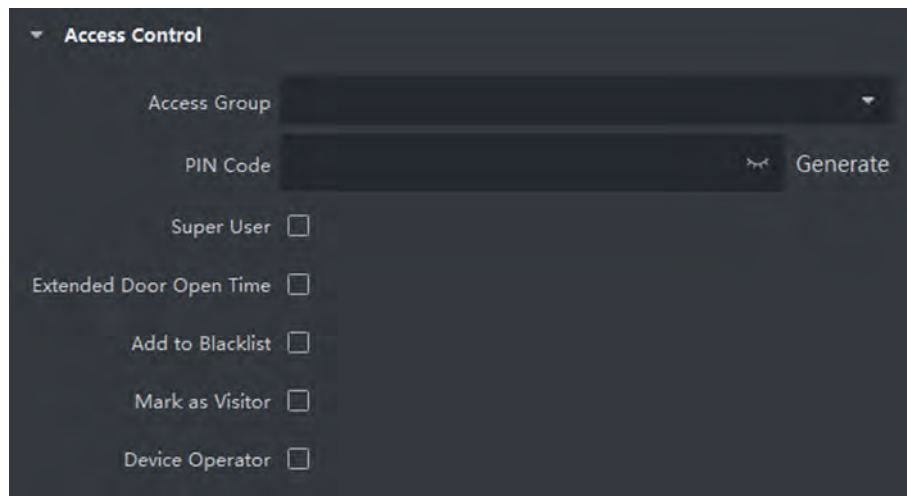 Access Control
Access Group
PIN Code Generate
Super User
Extended Door Open Time
Add to Blacklist
Mark as Visitor
Device Operator